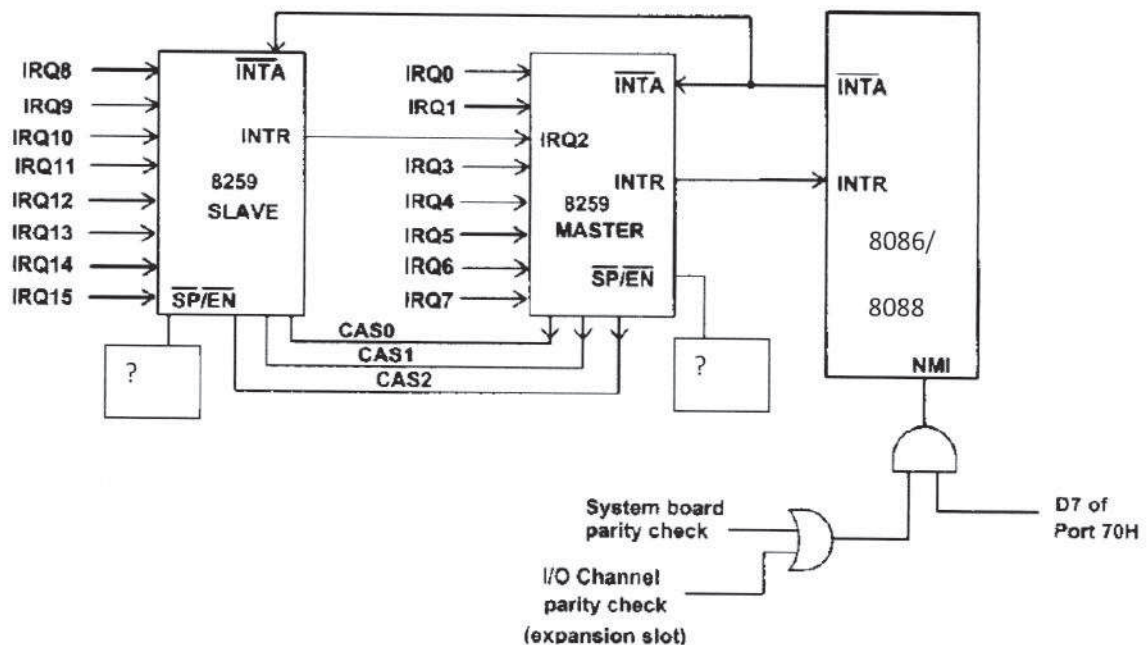 IRQ8
IRQ9
IRQ10
IRQ11
IRQ12
IRQ13
IRQ14
IRQ15
INTA
INTR
8259
SLAVE
SP/EN
?
CAS0
CAS1
CAS2
IRQ0
IRQ1
IRQ2
IRQ3
IRQ4
IRQ5
IRQ6
IRQ7
INTA
INTR
8259
MASTER
SP/EN
?
INTA
INTR
8086/
8088
NMI
System board
parity check
I/O Channel
parity check
(expansion slot)
D7 of
Port 70H